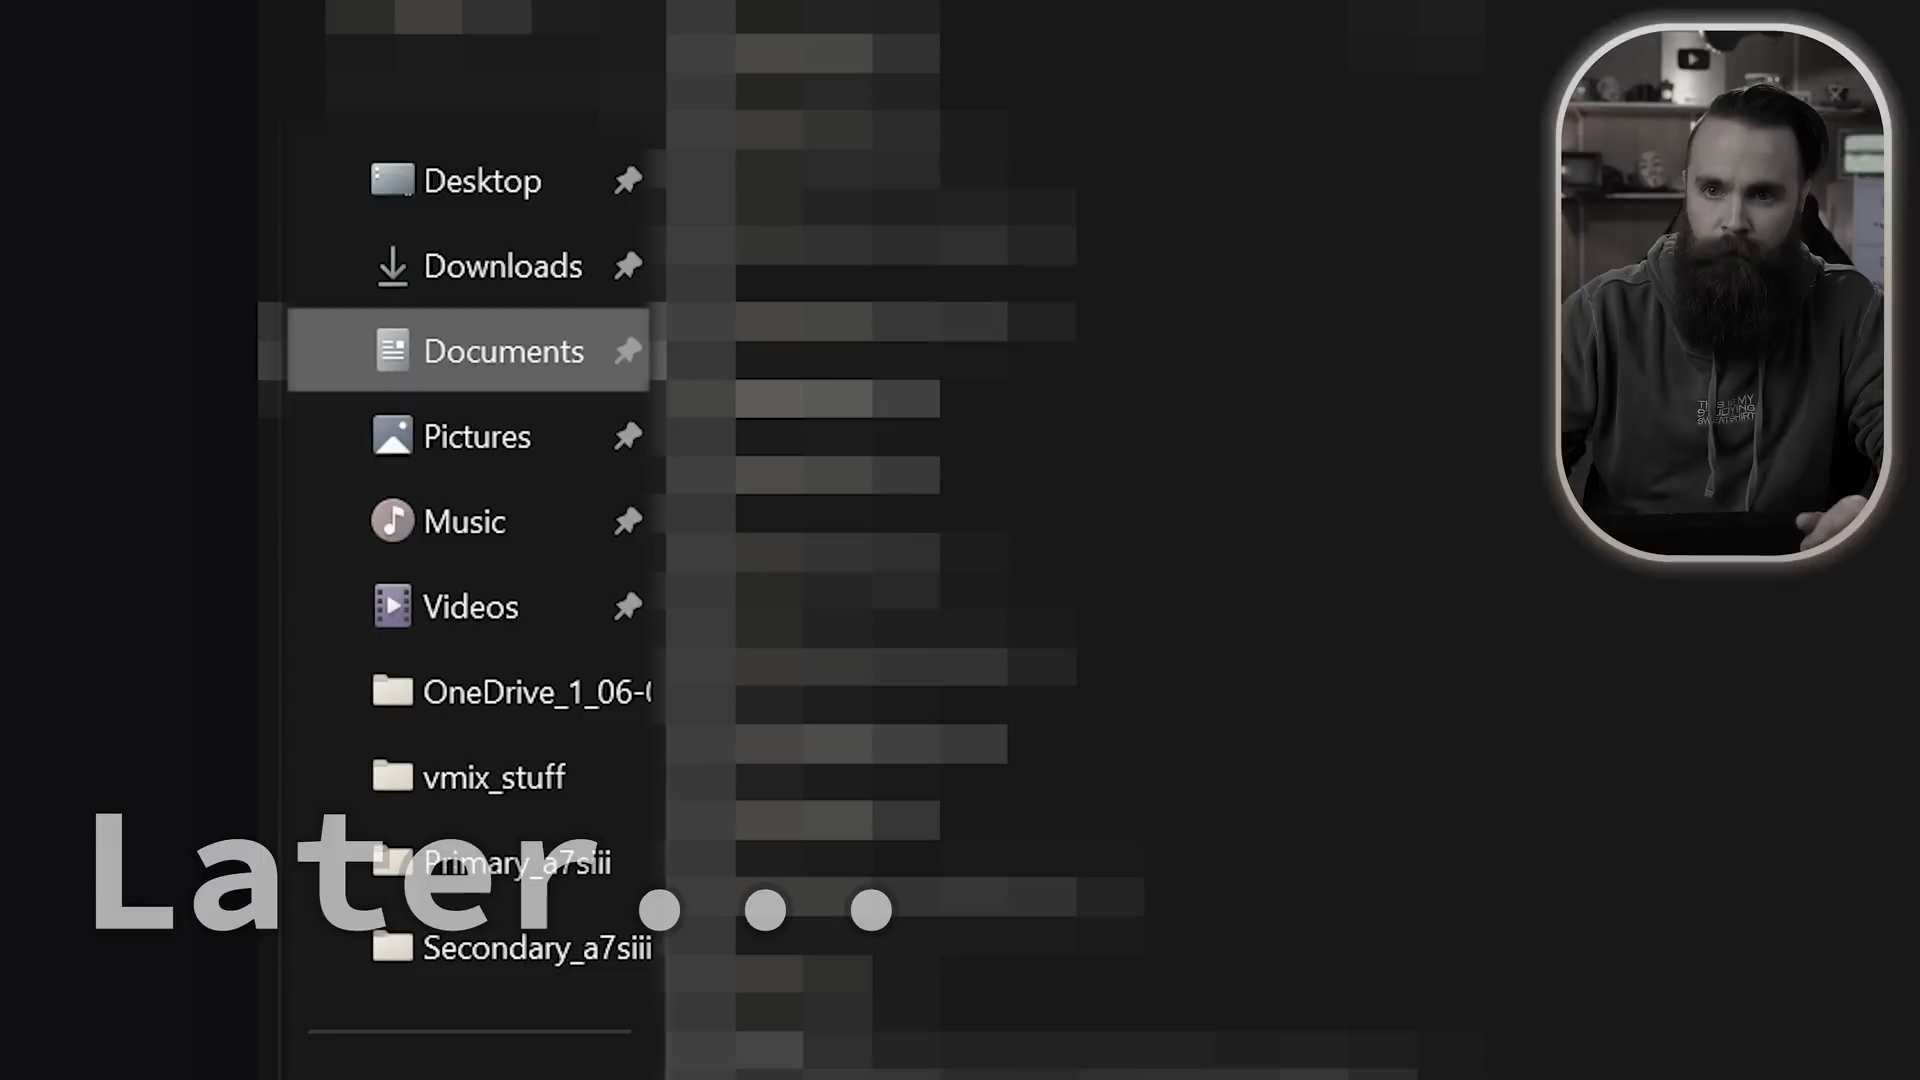 Desktop
Downloads
Documents
Pictures
Music
Videos
OneDrive_1_06-
vmix_stuff
Primary_a7siii
Later...
Secondary_a7siii